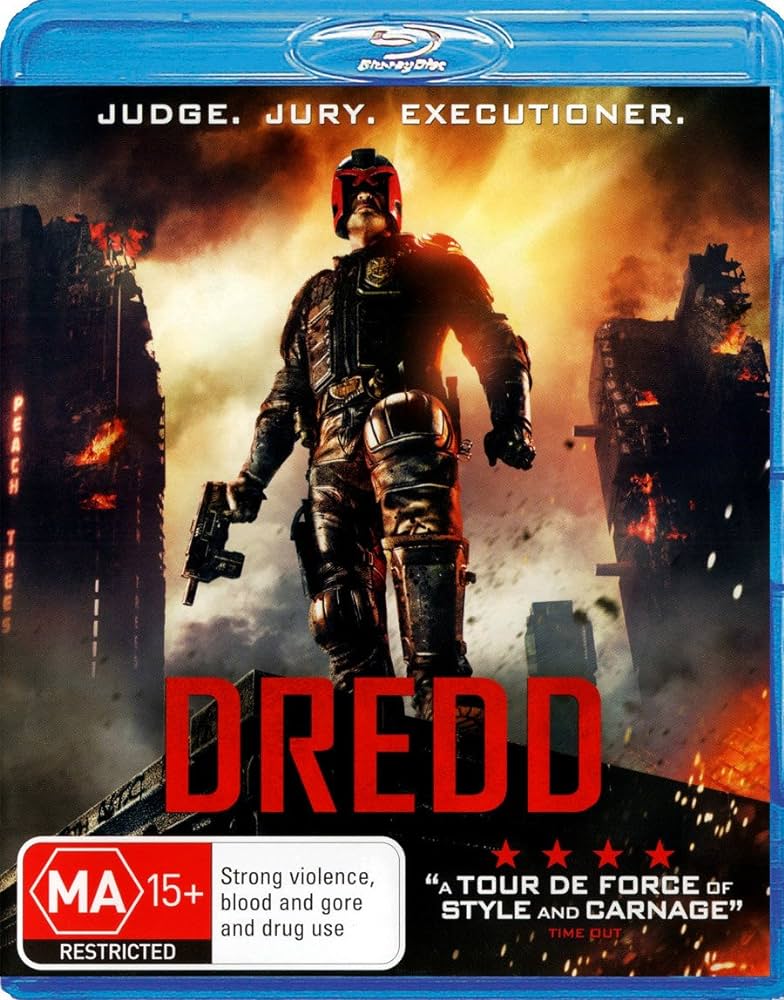 Blu-ray Disc
JUDGE. JURY. EXECUTIONER.
PEACH TREES
DREDD
MA 15+
RESTRICTED
Strong violence,
blood and gore
and drug use
"A TOUR DE FORCE OF
STYLE AND CARNAGE"
TIME OUT